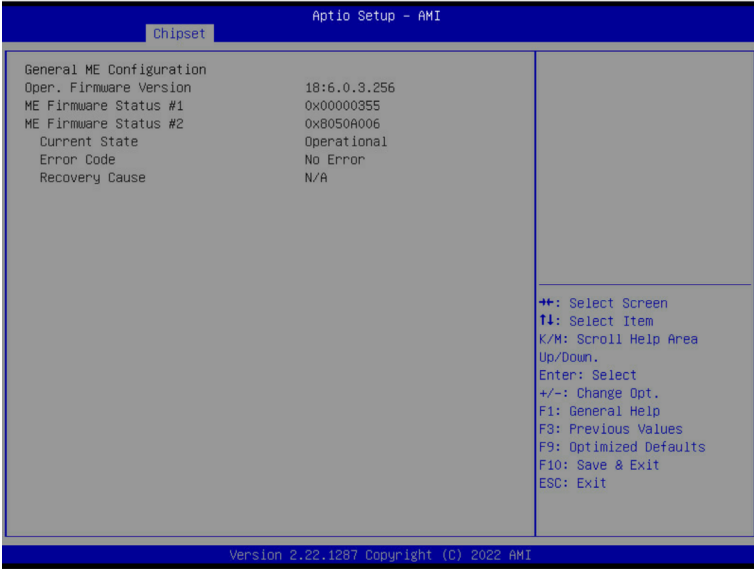 Aptio Setup – AMI
Chipset
General ME Configuration
Oper. Firmware Version 18:6.0.3.256
ME Firmware Status #1 0x00000355
ME Firmware Status #2 0x8050A006
Current State Operational
Error Code No Error
Recovery Cause N/A
→←: Select Screen
↑↓: Select Item
K/M: Scroll Help Area
Up/Down.
Enter: Select
+/-: Change Opt.
F1: General Help
F3: Previous Values
F9: Optimized Defaults
F10: Save & Exit
ESC: Exit
Version 2.22.1287 Copyright (C) 2022 AMI